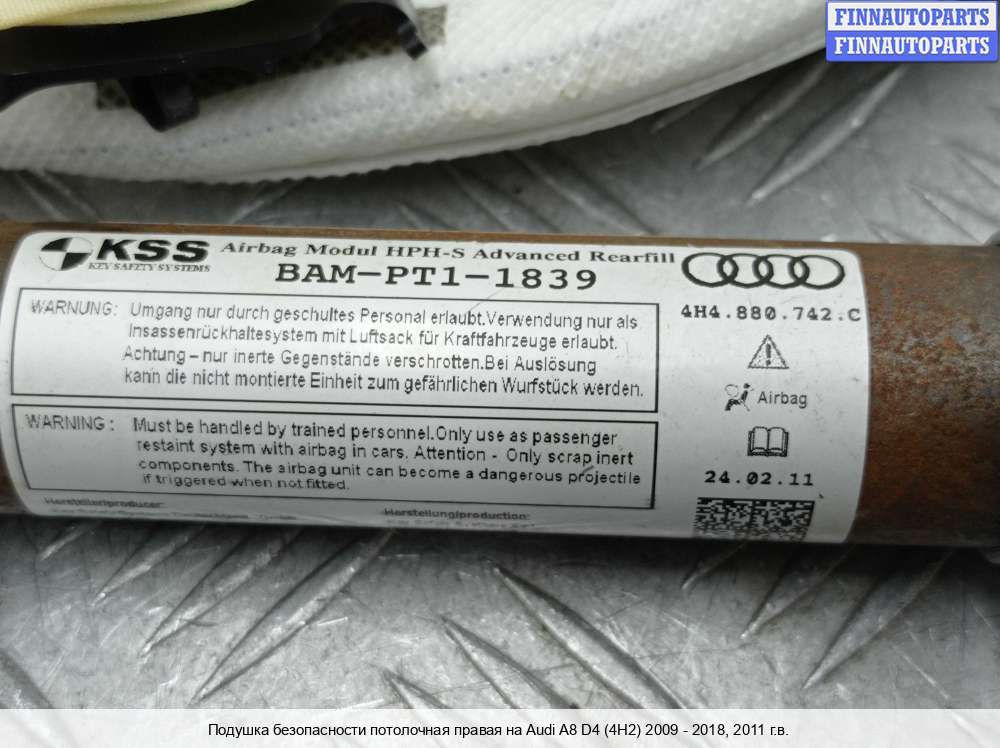 FINNAUTOPARTS
FINNAUTOPARTS
KSS
KEY SAFETY SYSTEMS
Airbag Modul HPH-S Advanced Rearfill
BAM-PT1-1839
4H4.880.742.C
WARNUNG: Umgang nur durch geschultes Personal erlaubt.Verwendung nur als
Insassenrückhaltesystem mit Luftsack für Kraftfahrzeuge erlaubt.
Achtung - nur inerte Gegenstände verschrotten.Bei Auslösung
kann die nicht montierte Einheit zum gefährlichen Wurfstück werden.
Airbag
WARNING: Must be handled by trained personnel.Only use as passenger
restaint system with airbag in cars. Attention - Only scrap inert
components. The airbag unit can become a dangerous projectile
if triggered when not fitted.
24.02.11
Hersteller/producer:
Herstellung/production:
Подушка безопасности потолочная правая на Audi A8 D4 (4H2) 2009 - 2018, 2011 г.в.